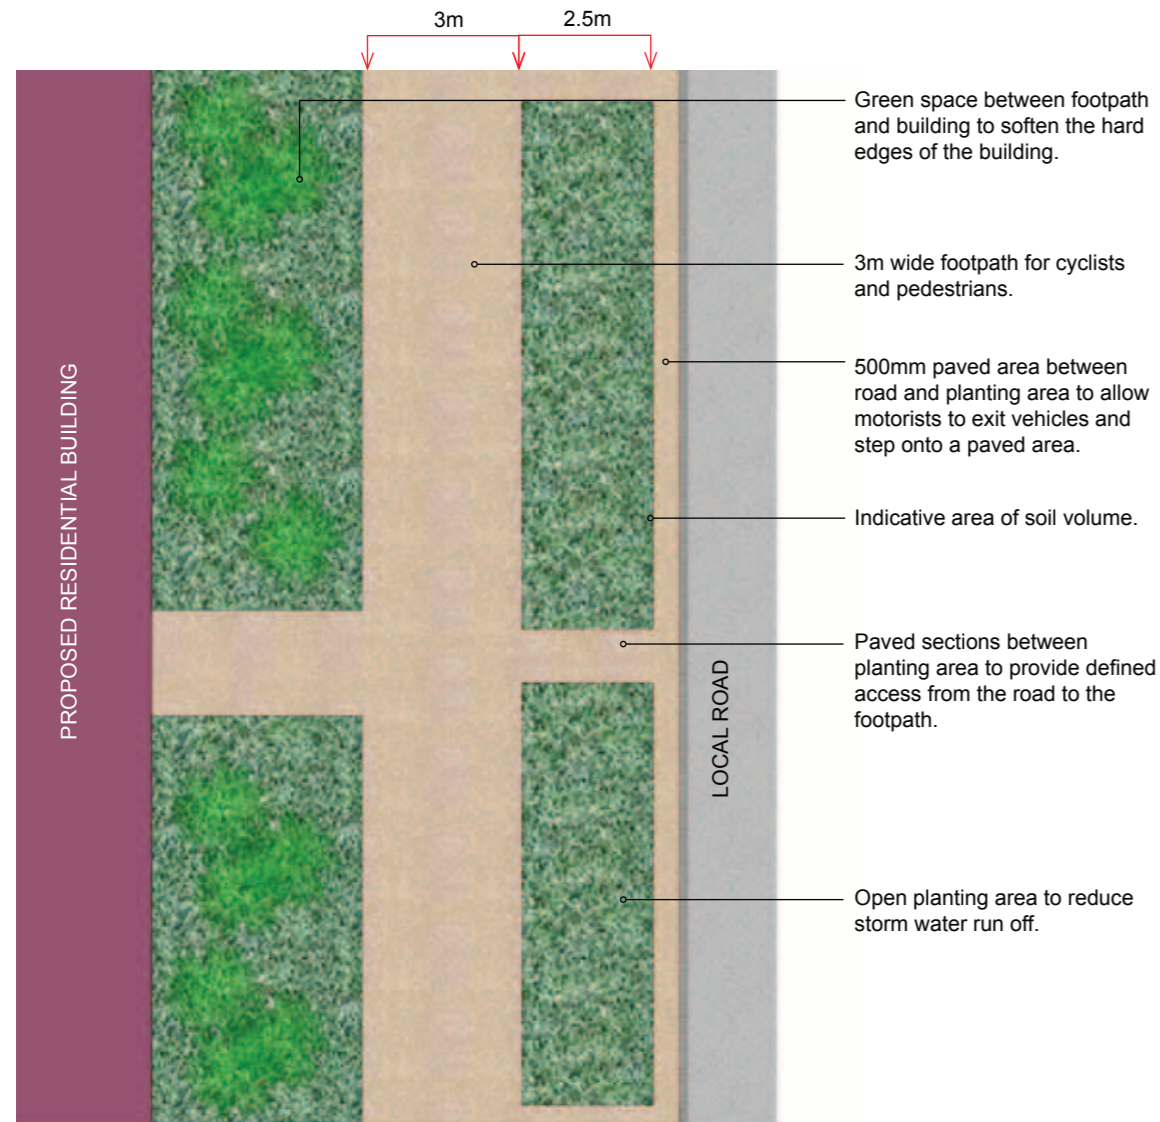 3m
2.5m
Green space between footpath
and building to soften the hard
edges of the building.
3m wide footpath for cyclists
and pedestrians.
500mm paved area between
road and planting area to allow
motorists to exit vehicles and
step onto a paved area.
Indicative area of soil volume.
PROPOSED RESIDENTIAL BUILDING
Paved sections between
planting area to provide defined
access from the road to the
footpath.
LOCAL ROAD
Open planting area to reduce
storm water run off.